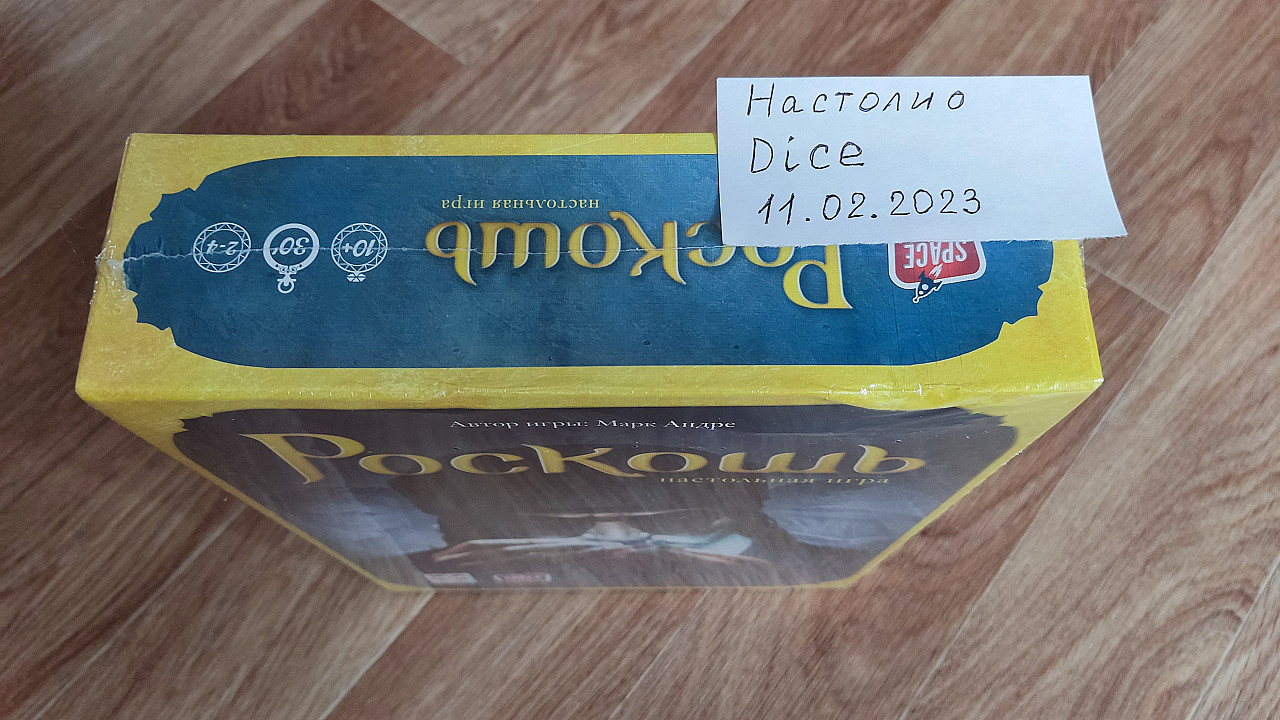 Настолио
Dice
11.02.2023
настольная игра
Роскошь
2-4
30'
10+
SPACE
Автор игры: Марк Андре
Роскошь
настольная игра